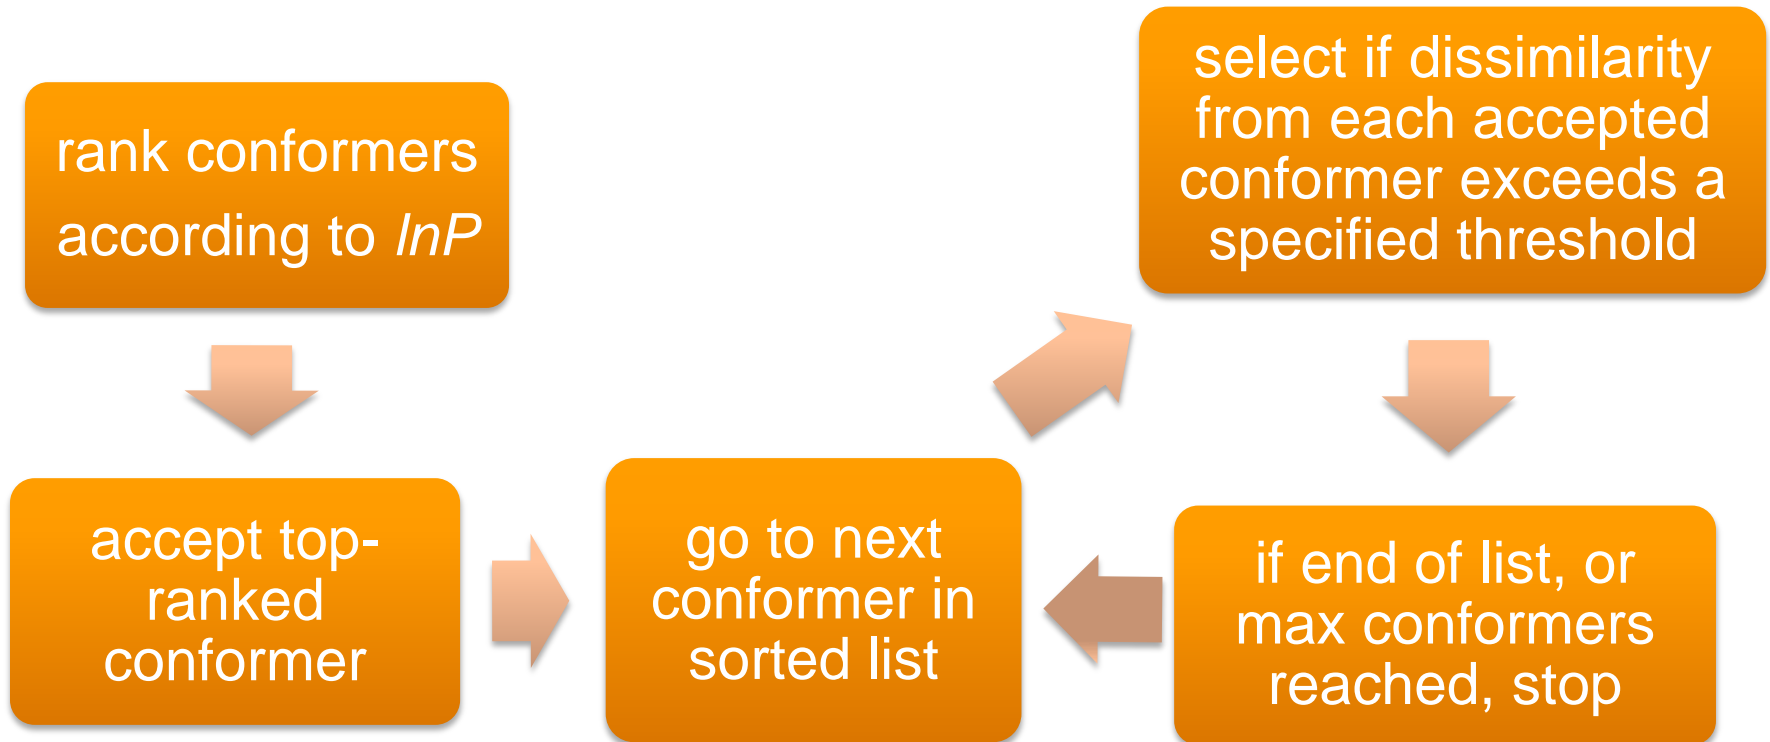 rank conformers
according to lnP
accept top-
ranked
conformer
go to next
conformer in
sorted list
select if dissimilarity
from each accepted
conformer exceeds a
specified threshold
if end of list, or
max conformers
reached, stop